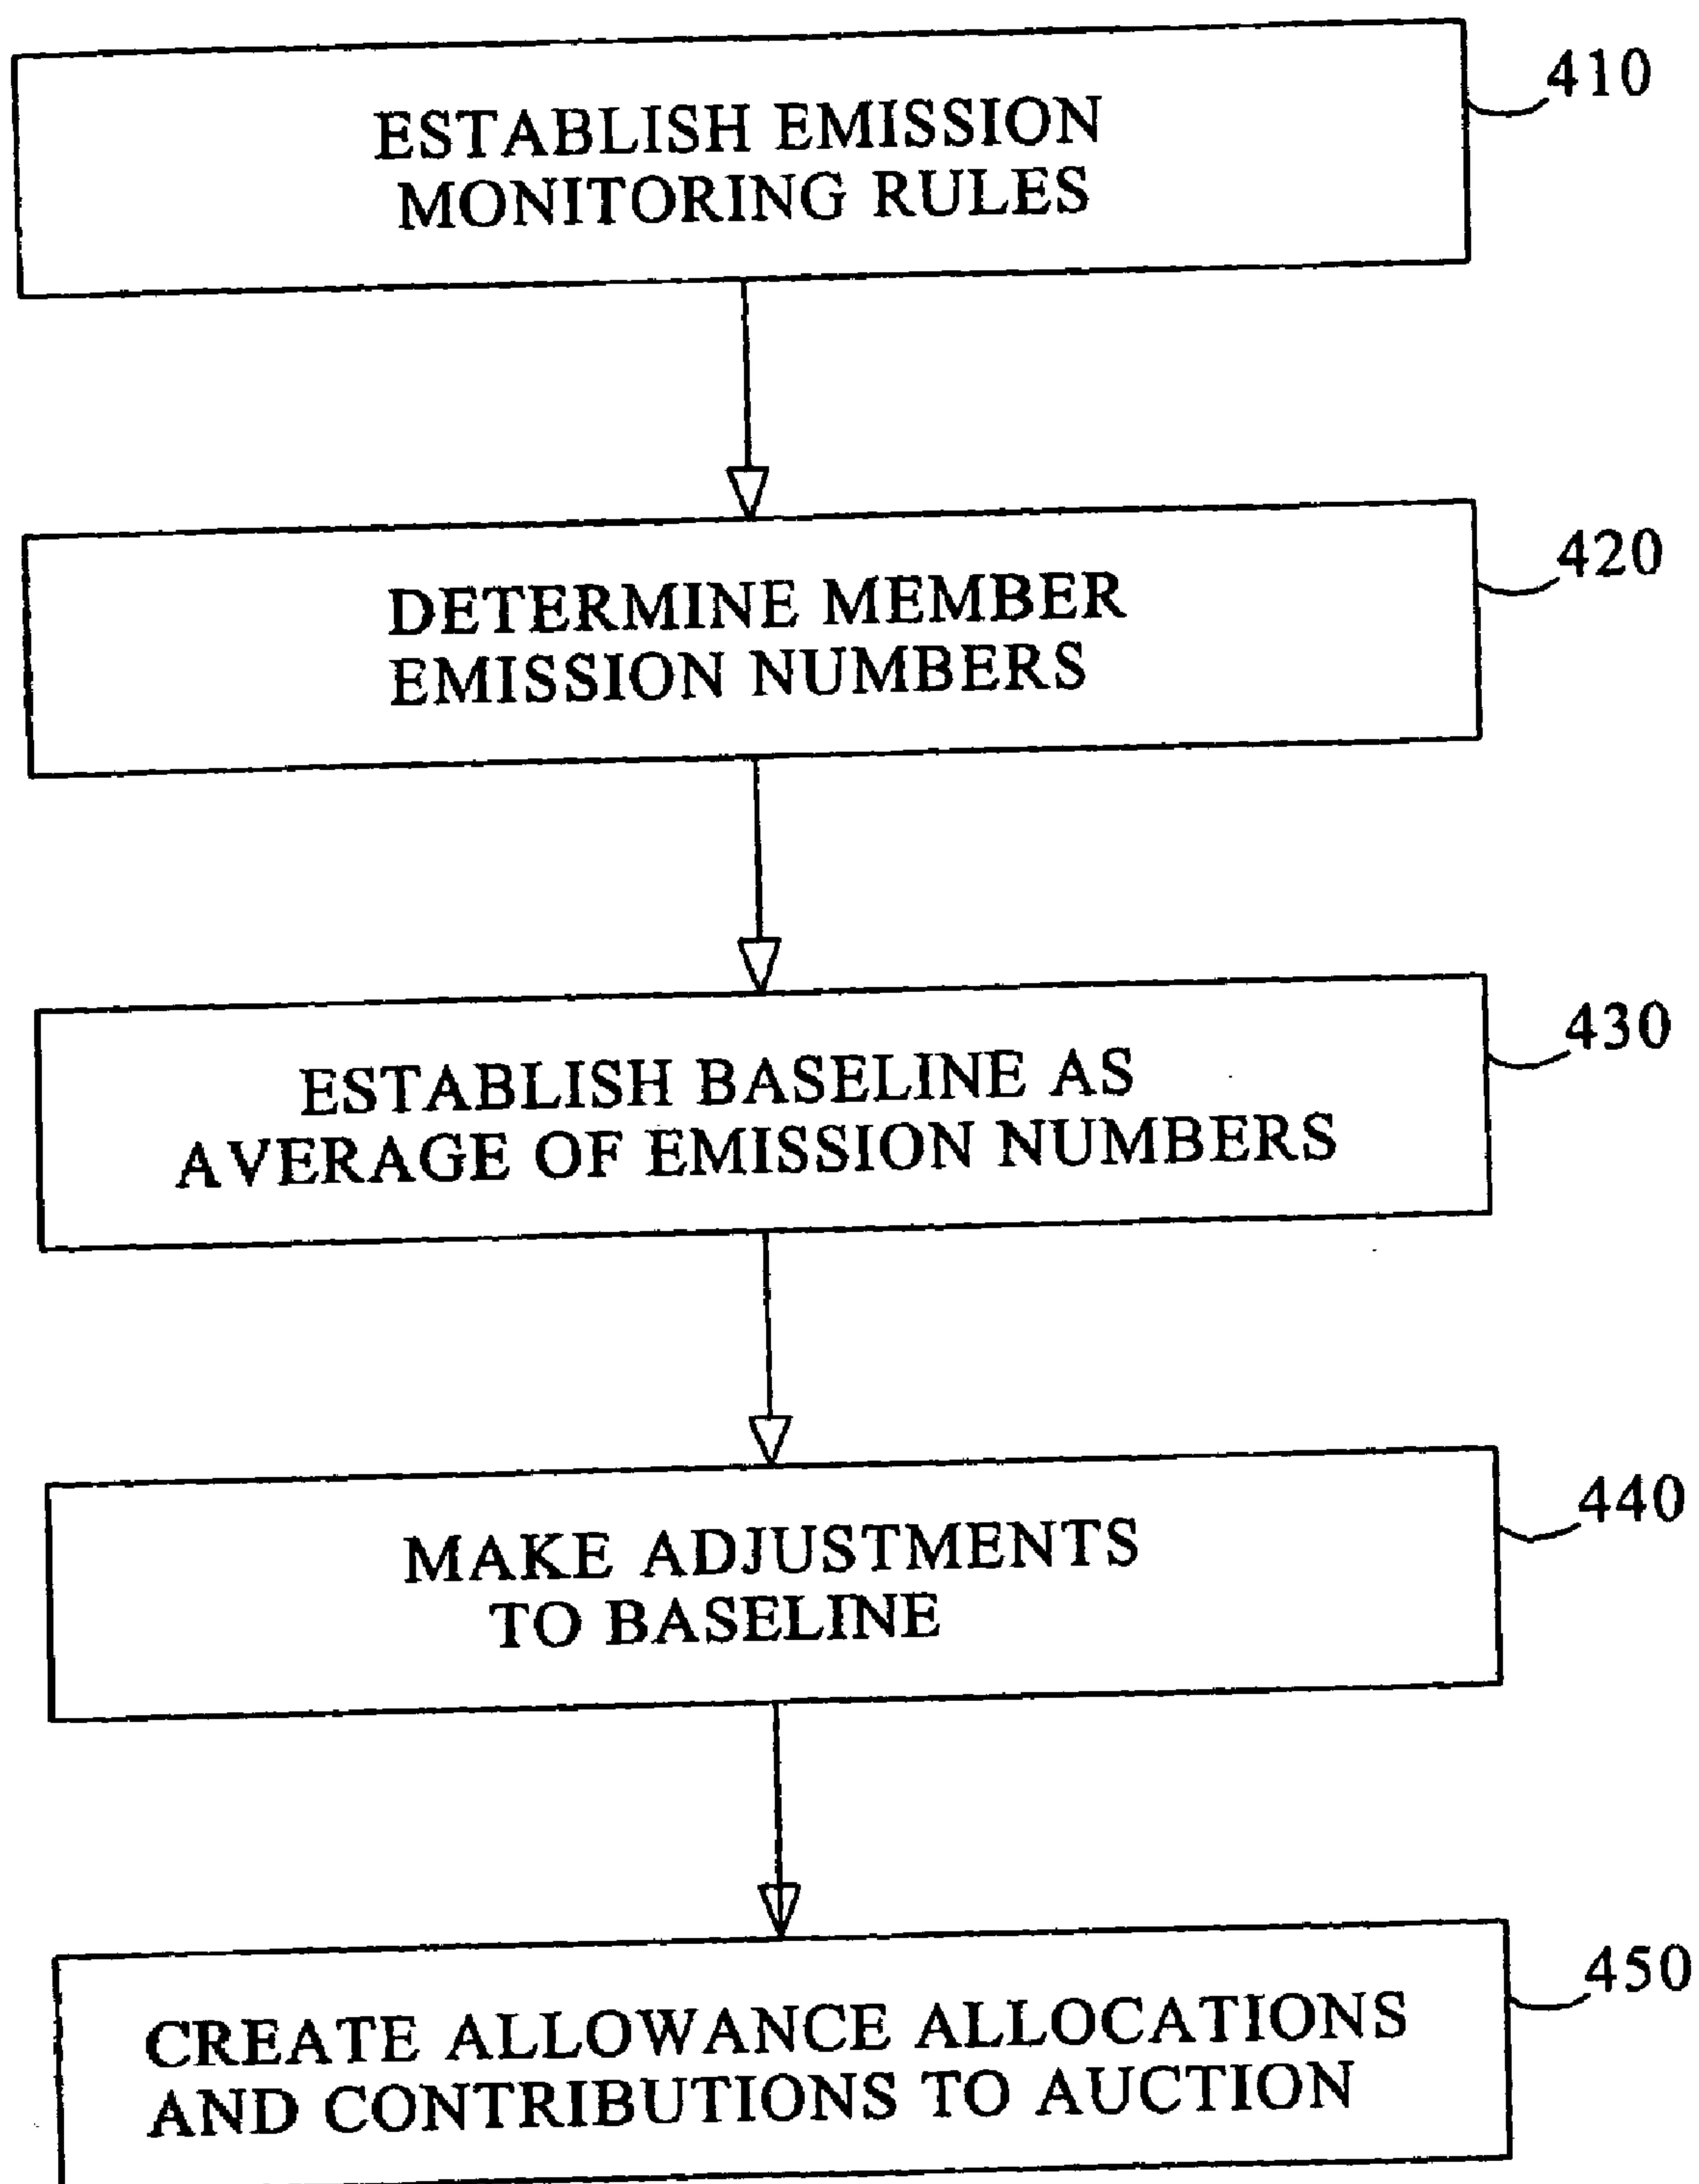 410
ESTABLISH EMISSION
MONITORING RULES
420
DETERMINE MEMBER
EMISSION NUMBERS
430
ESTABLISH BASELINE AS
AVERAGE OF EMISSION NUMBERS
440
MAKE ADJUSTMENTS
TO BASELINE
450
CREATE ALLOWANCE ALLOCATIONS
AND CONTRIBUTIONS TO AUCTION